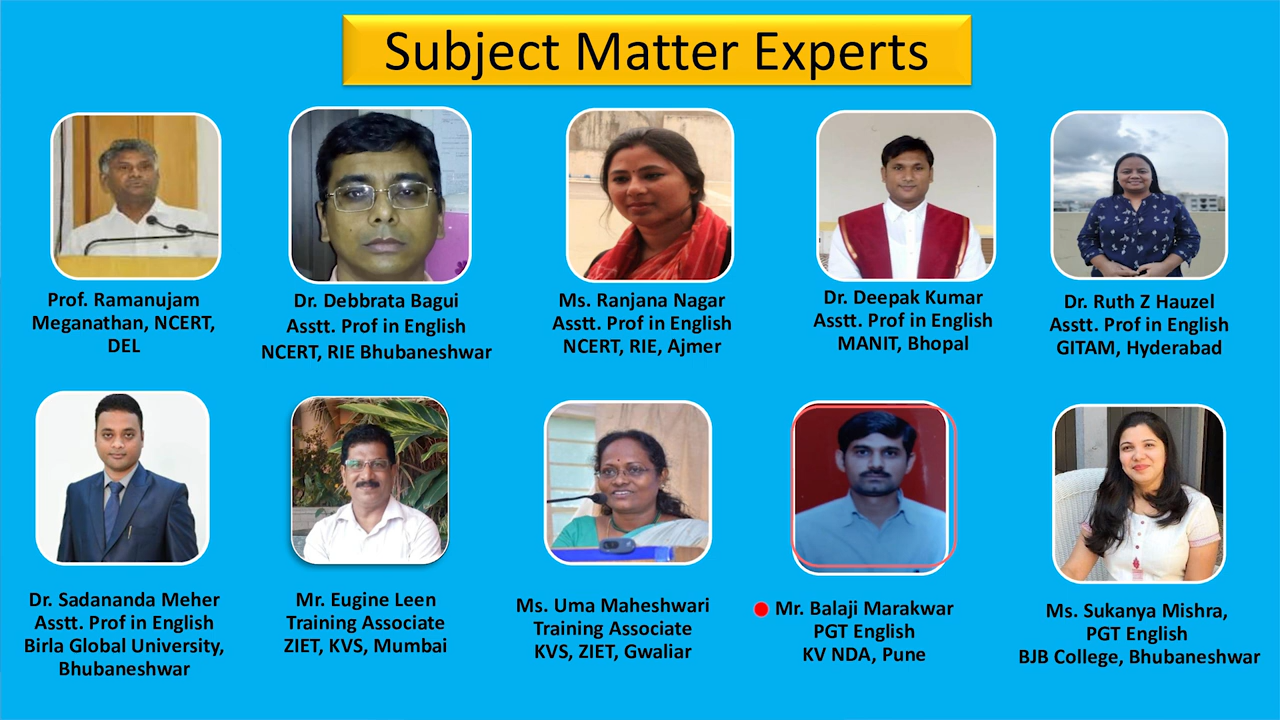 Subject Matter Experts
Prof. Ramanujam
Meganathan, NCERT,
DEL
Dr. Debbrata Bagui
Asstt. Prof in English
NCERT, RIE Bhubaneshwar
Ms. Ranjana Nagar
Asstt. Prof in English
NCERT, RIE, Ajmer
Dr. Deepak Kumar
Asstt. Prof in English
MANIT, Bhopal
Dr. Ruth Z Hauzel
Asstt. Prof in English
GITAM, Hyderabad
Dr. Sadananda Meher
Asstt. Prof in English
Birla Global University,
Bhubaneshwar
Mr. Eugine Leen
Training Associate
ZIET, KVS, Mumbai
Ms. Uma Maheshwari
Training Associate
KVS, ZIET, Gwaliar
Mr. Balaji Marakwar
PGT English
KV NDA, Pune
Ms. Sukanya Mishra,
PGT English
BJB College, Bhubaneshwar